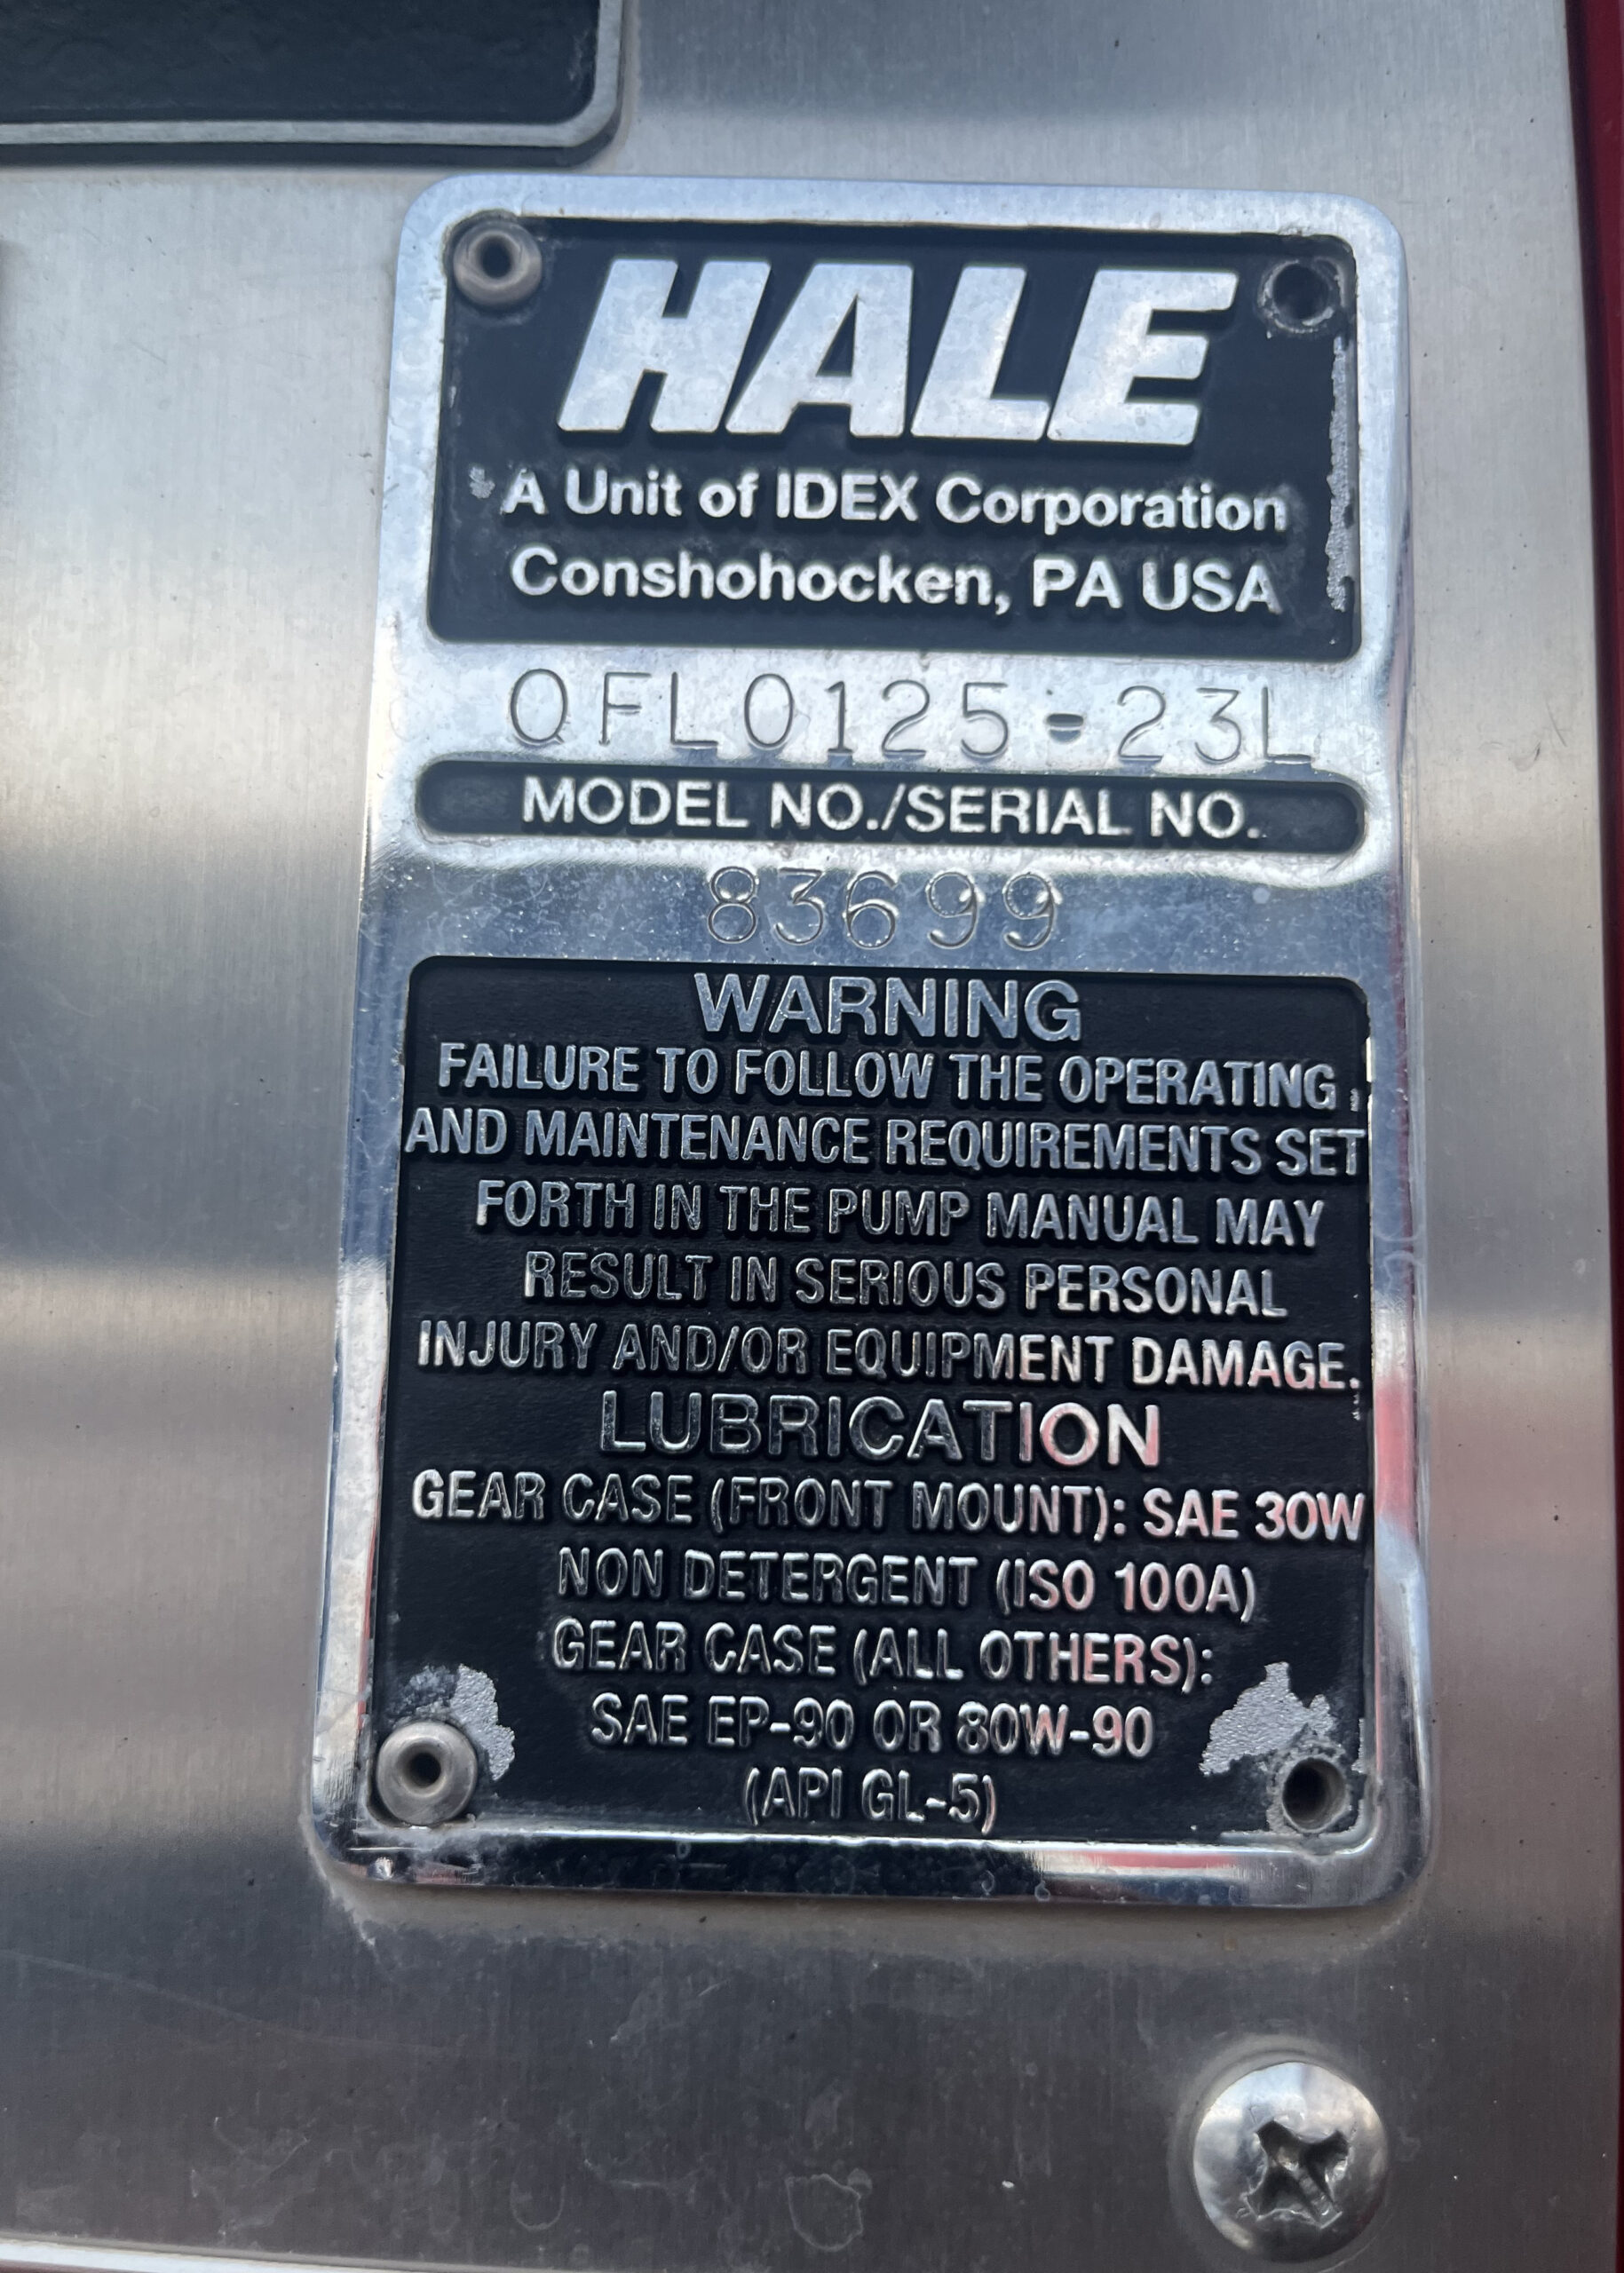 HALE
A Unit of IDEX Corporation
Conshohocken, PA USA
QFLO125-23L
MODEL NO./SERIAL NO.
83699
WARNING
FAILURE TO FOLLOW THE OPERATING
AND MAINTENANCE REQUIREMENTS SET
FORTH IN THE PUMP MANUAL MAY
RESULT IN SERIOUS PERSONAL
INJURY AND/OR EQUIPMENT DAMAGE.
LUBRICATION
GEAR CASE (FRONT MOUNT): SAE 30W
NON DETERGENT (ISO 100A)
GEAR CASE (ALL OTHERS):
SAE EP-90 OR 80W-90
(API GL-5)